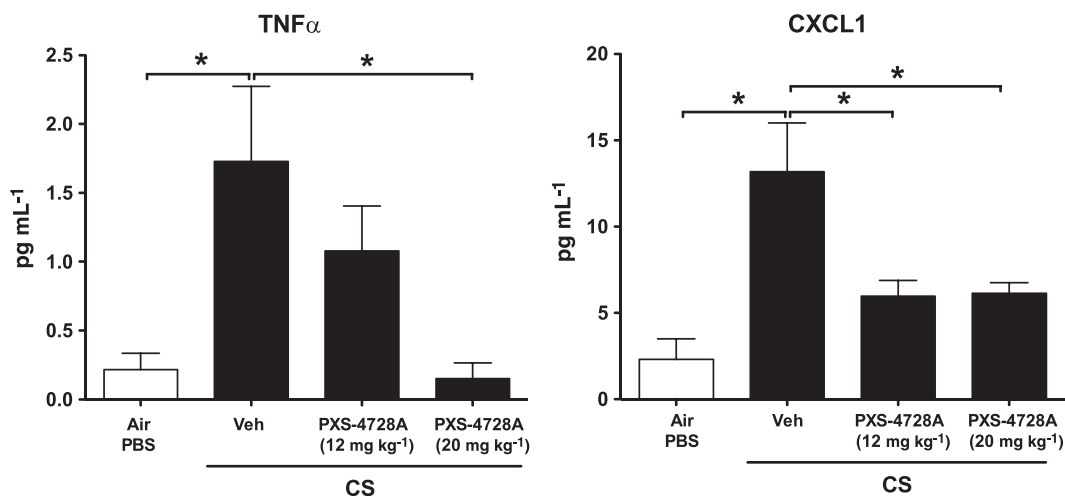 TNFα
2.5
2.0
1.5
1.0
0.5
0.0
pg mL⁻¹
*
*
Air
PBS
Veh
PXS-4728A
(12 mg kg⁻¹)
PXS-4728A
(20 mg kg⁻¹)
CS
CXCL1
20
15
10
5
0
pg mL⁻¹
*
*
*
Air
PBS
Veh
PXS-4728A
(12 mg kg⁻¹)
PXS-4728A
(20 mg kg⁻¹)
CS